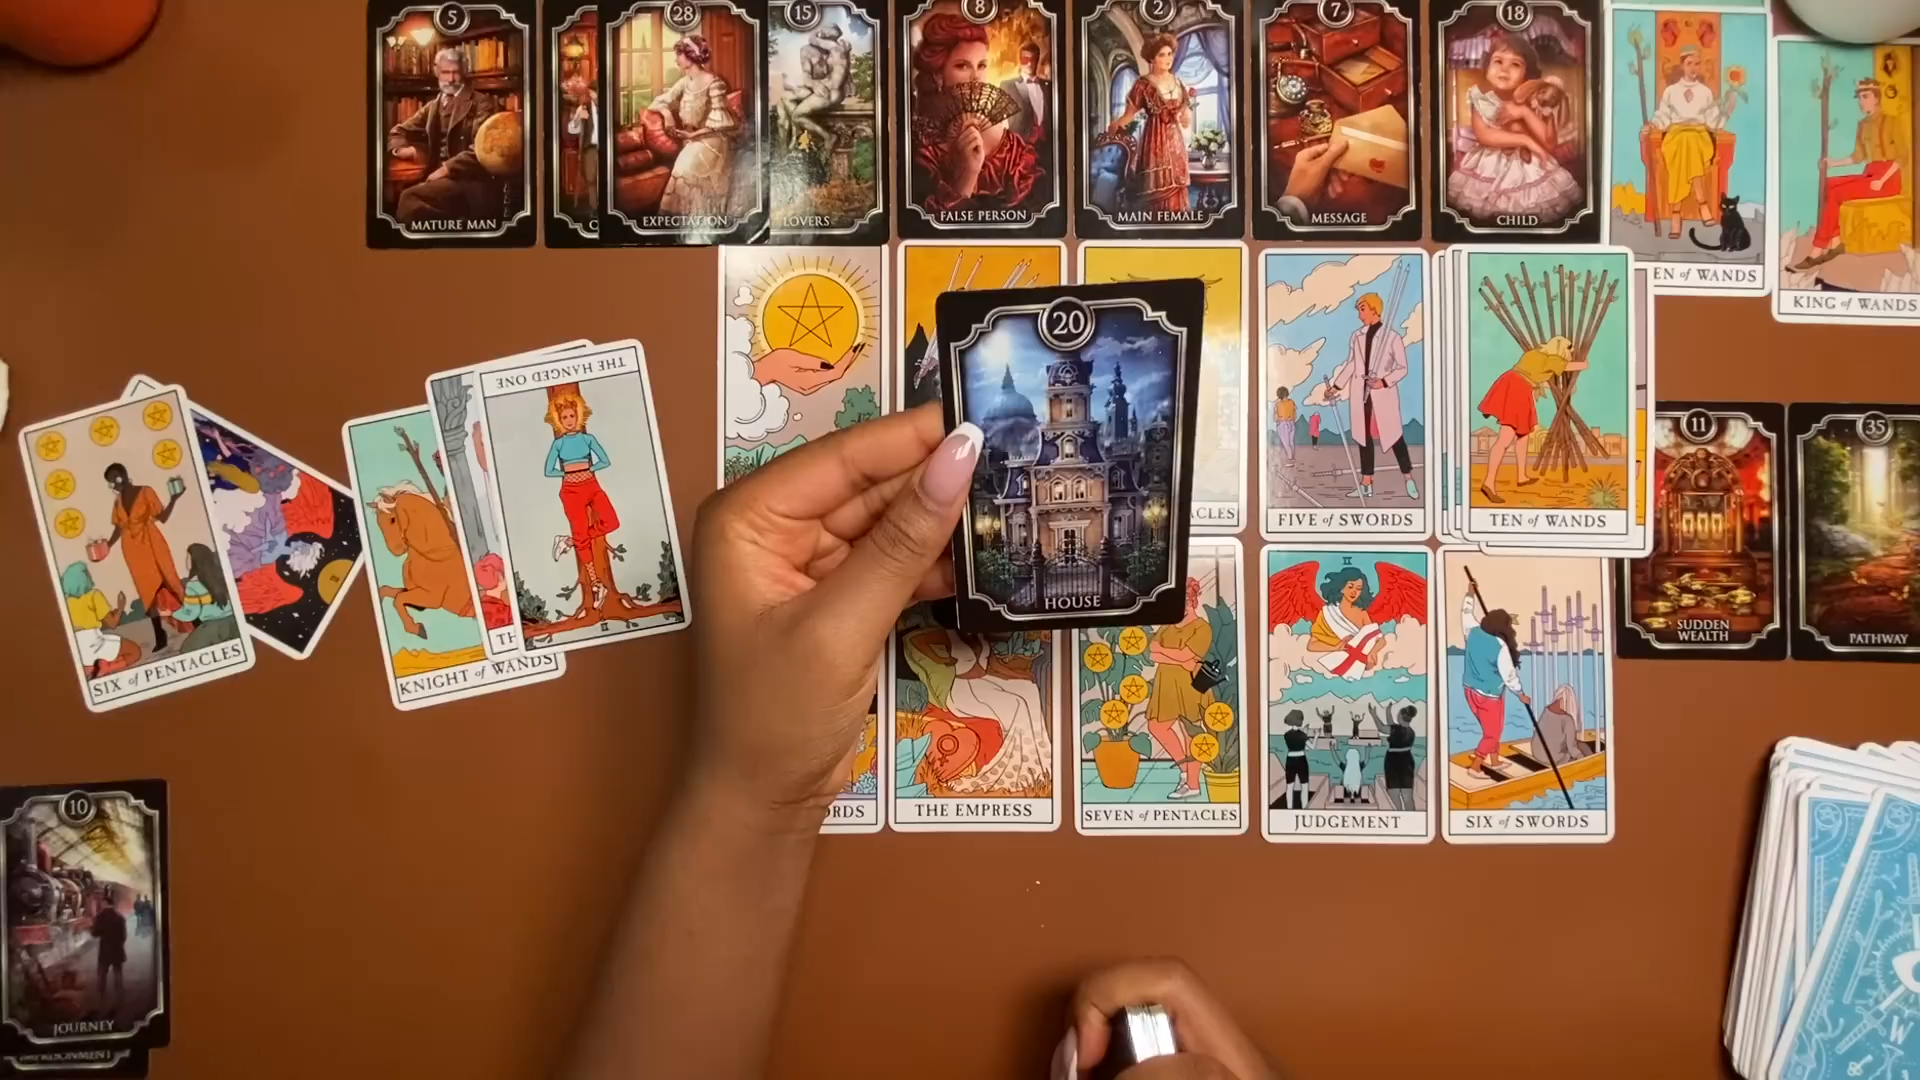 5
MATURE MAN
28
EXPECTATION
15
LOVERS
8
FALSE PERSON
2
MAIN FEMALE
7
MESSAGE
18
CHILD
EN of WANDS
KING of WANDS
20
HOUSE
CLES
FIVE of SWORDS
TEN of WANDS
11
SUDDEN
WEALTH
35
PATHWAY
SIX of PENTACLES
KNIGHT of WANDS
TH
THE HANGED ONE
ORDS
THE EMPRESS
SEVEN of PENTACLES
JUDGEMENT
SIX of SWORDS
10
JOURNEY
W